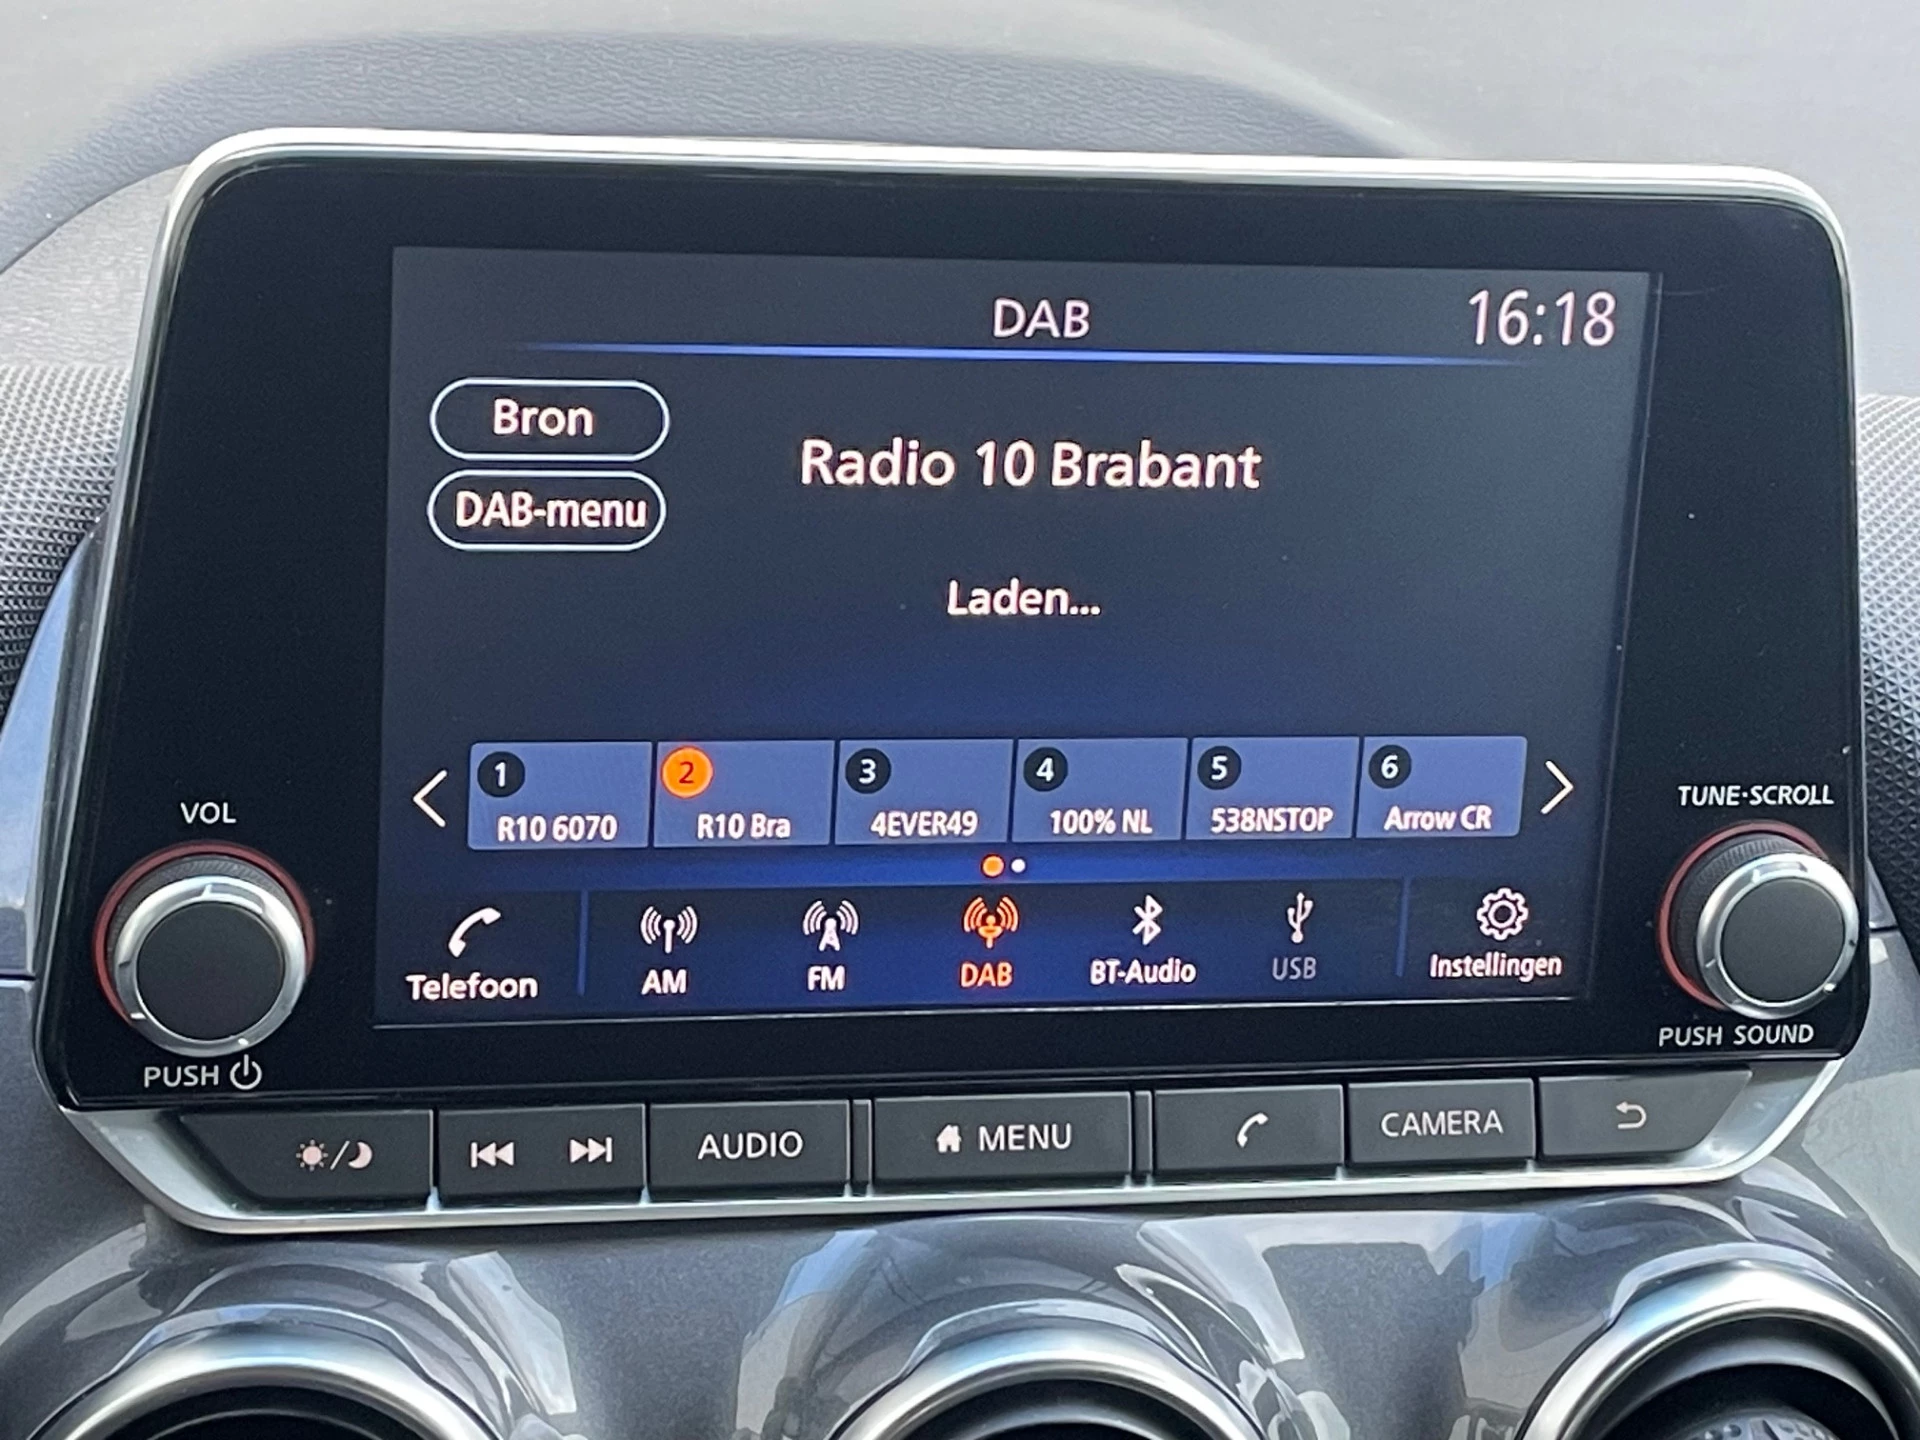 DAB
16:18
Bron
Radio 10 Brabant
DAB-menu
Laden...
1
2
3
4
5
6
R10 6070
R10 Bra
4EVER49
100% NL
538NSTOP
Arrow CR
VOL
TUNE·SCROLL
Telefoon
AM
FM
DAB
BT-Audio
USB
Instellingen
PUSH
PUSH SOUND
AUDIO
MENU
CAMERA